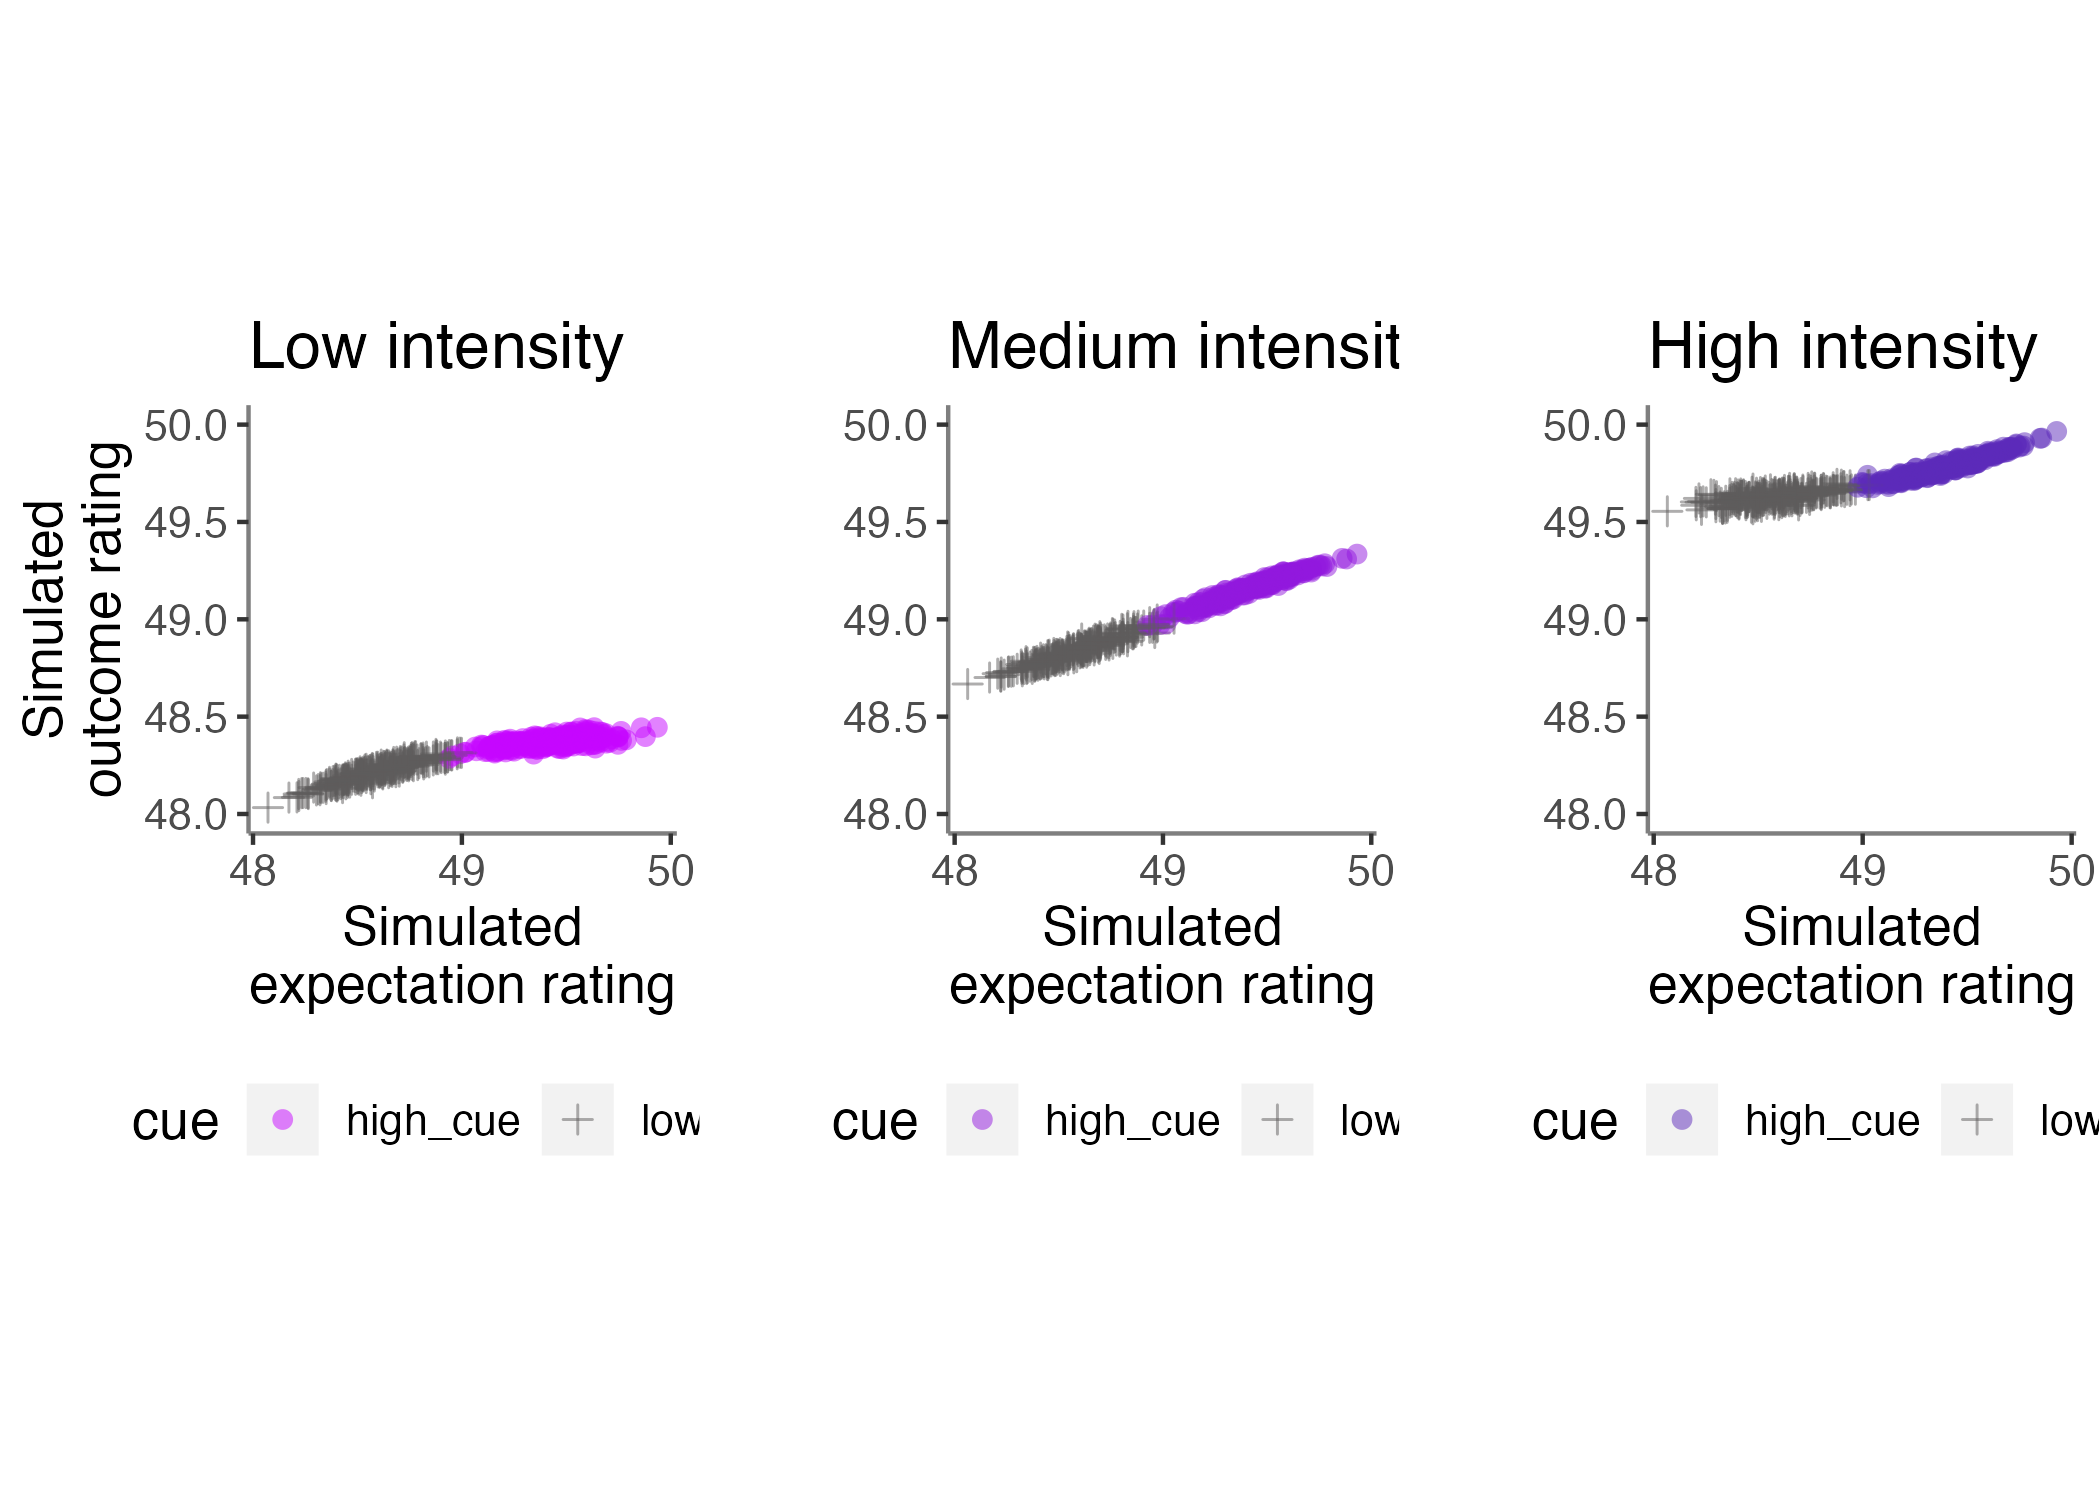 Low intensity
Simulated
outcome rating
50.0
49.5
49.0
48.5
48.0
48 49 50
Simulated
expectation rating
cue high_cue low
Medium intensit
50.0
49.5
49.0
48.5
48.0
48 49 50
Simulated
expectation rating
cue high_cue low
High intensity
50.0
49.5
49.0
48.5
48.0
48 49 50
Simulated
expectation rating
cue high_cue low